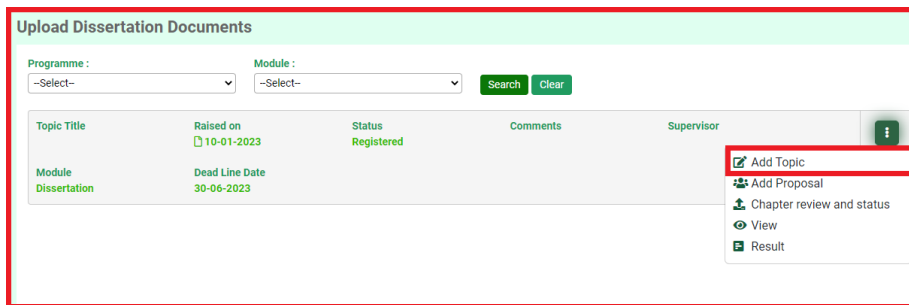 Upload Dissertation Documents
Programme : Module :
--Select-- --Select-- Search Clear
Topic Title Raised on Status Comments Supervisor
10-01-2023 Registered
Add Topic
Module Dead Line Date
Add Proposal
Dissertation 30-06-2023
Chapter review and status
View
Result